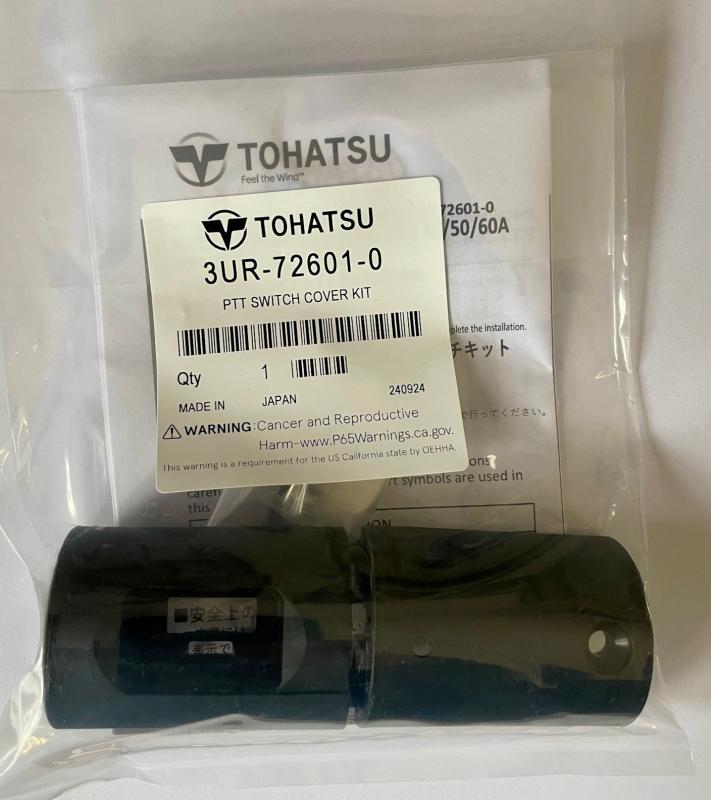 TOHATSU
Feel the Wind™
72601-0
/50/60A
TOHATSU
3UR-72601-0
PTT SWITCH COVER KIT
plete the installation.
チキット
Qty 1
MADE IN JAPAN 240924
で行ってください。
⚠ WARNING:Cancer and Reproductive
Harm-www.P65Warnings.ca.gov.
This warning is a requirement for the US California state by OEHHA.
ons
rt symbols are used in
this
ION
■安全上の
表示で